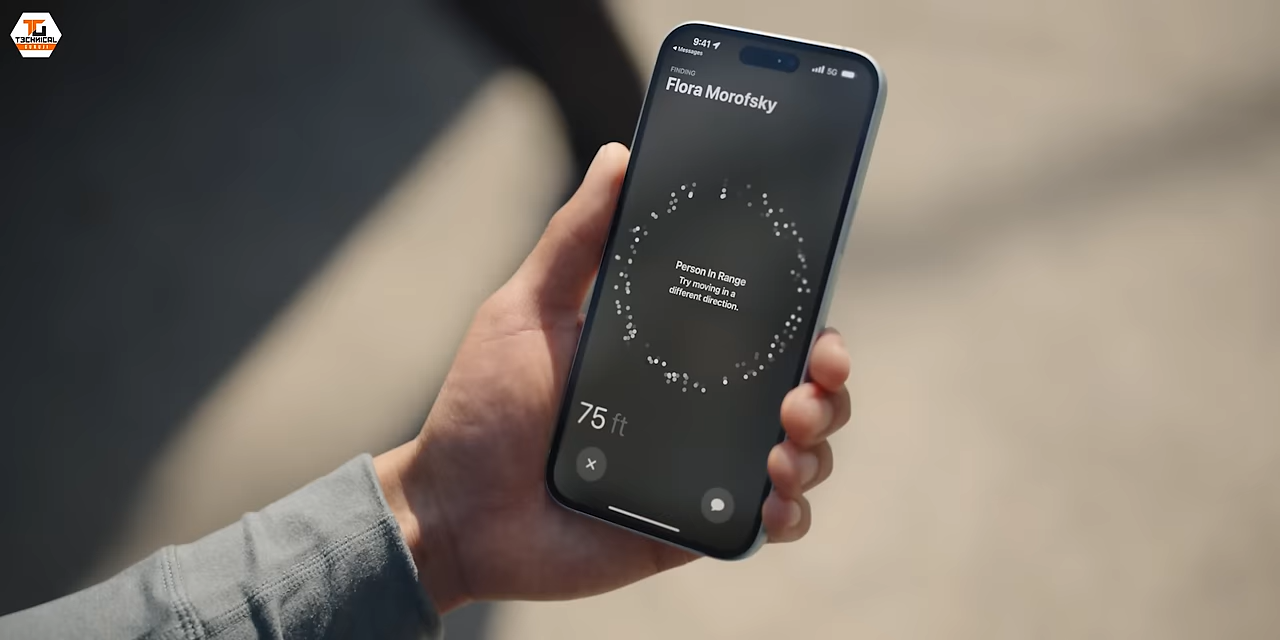 TG
TECHNICAL
GURUJI
9:41
Messages
5G
FINDING
Flora Morofsky
Person In Range
Try moving in a
different direction.
75 ft